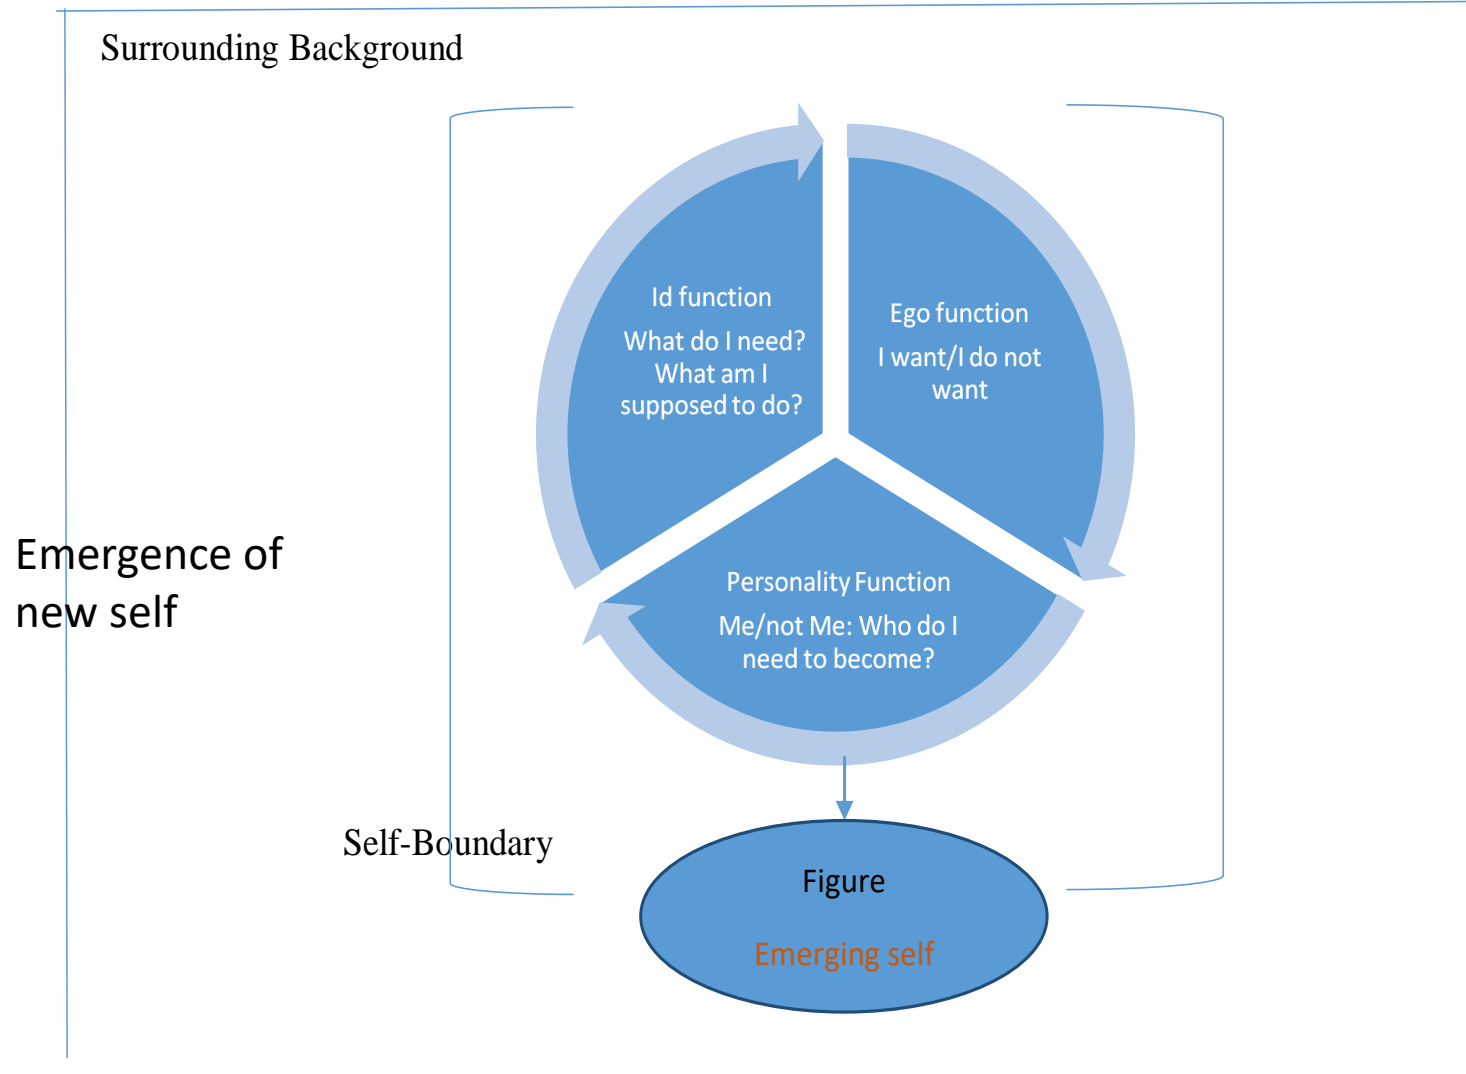 Surrounding Background
Id function
What do I need?
What am I
supposed to do?
Ego function
I want/I do not
want
Emergence of
new self
Personality Function
Me/not Me: Who do I
need to become?
Self-Boundary
Figure
Emerging self